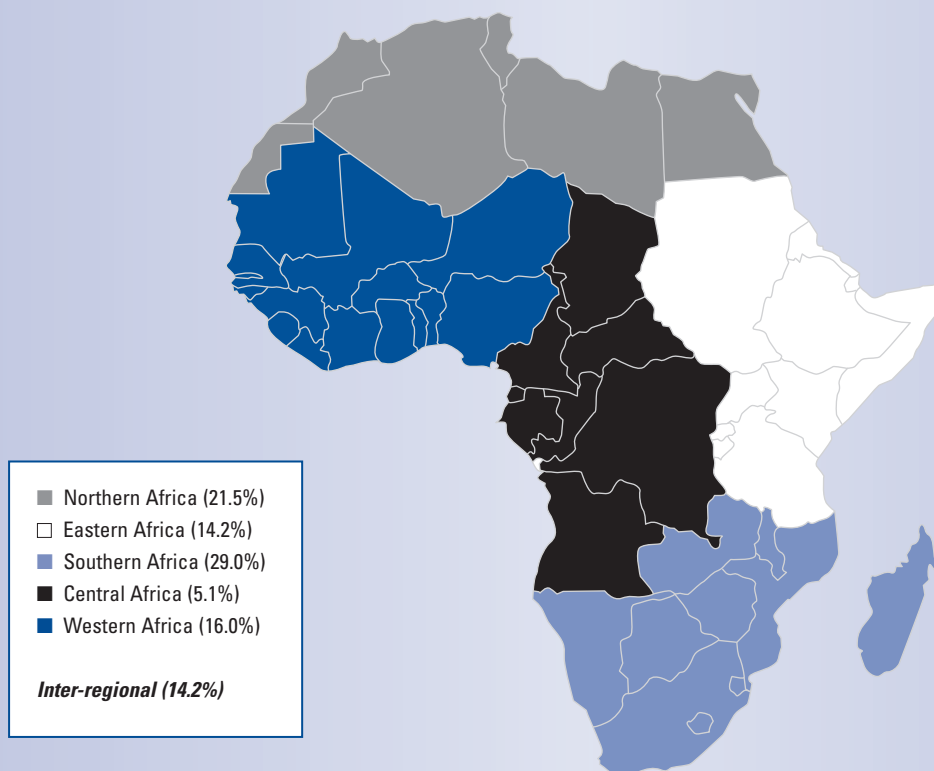 Northern Africa (21.5%)
Eastern Africa (14.2%)
Southern Africa (29.0%)
Central Africa (5.1%)
Western Africa (16.0%)
Inter-regional (14.2%)